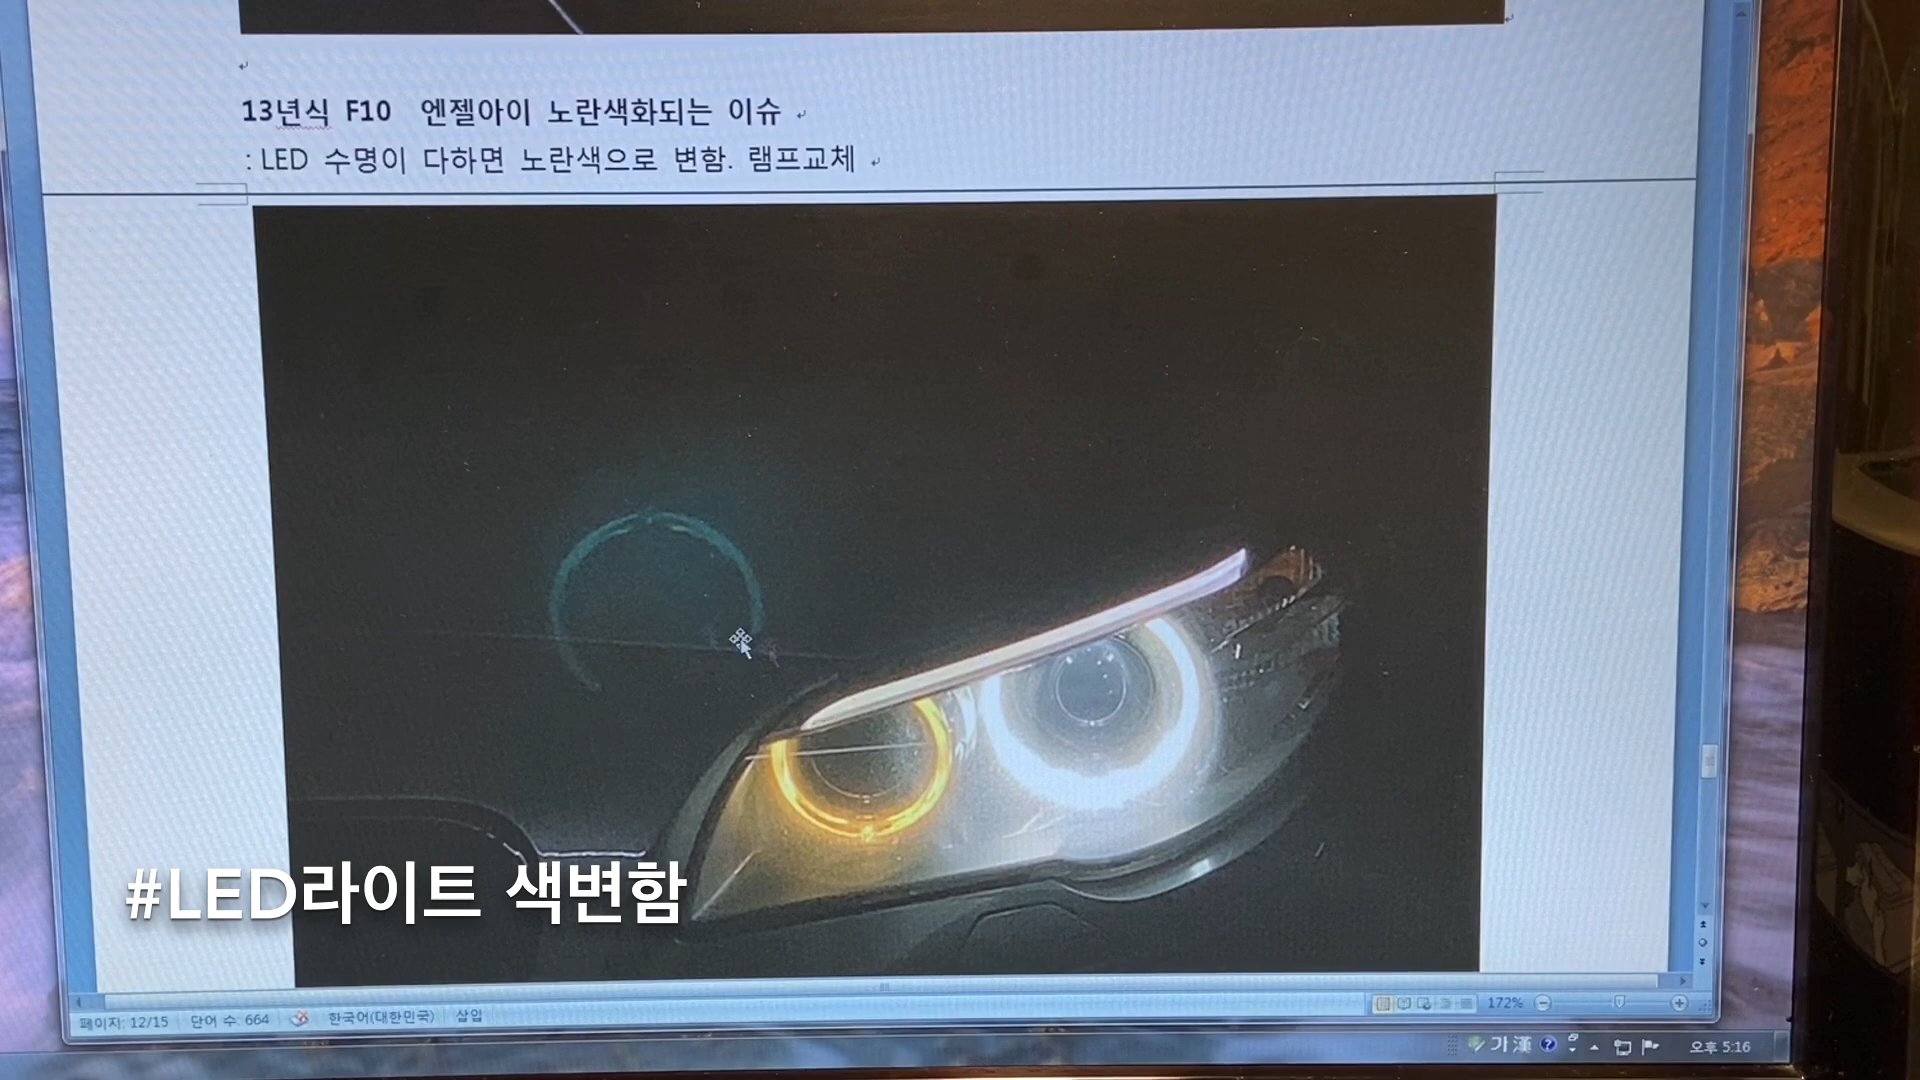 13년식 F10 엔젤아이 노란색화되는 이슈
: LED 수명이 다하면 노란색으로 변함. 램프교체
#LED라이트 색변함
172%
페이지: 12/15 단어 수: 664 한국어(대한민국) 삽입
가 漢 오후 5:16